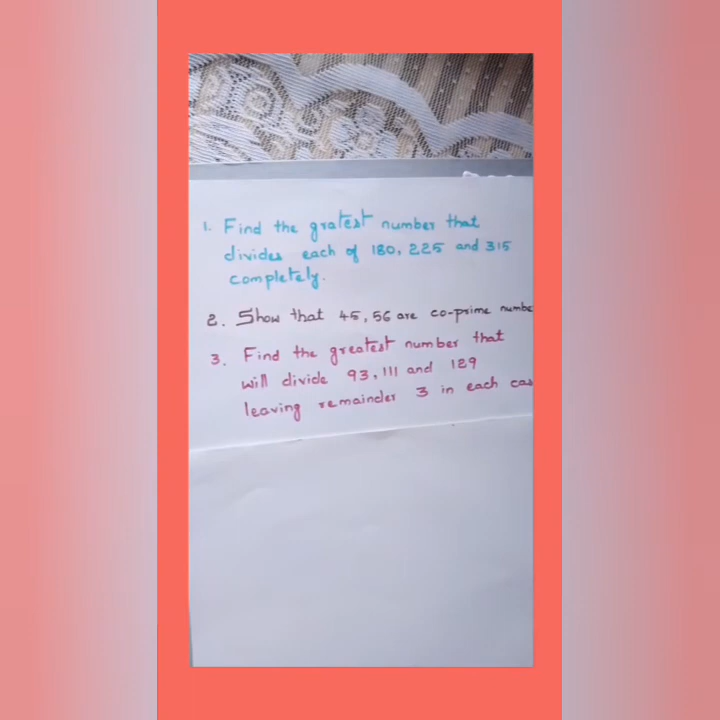 1. Find the gratest number that
divides each of 180, 225 and 315
completely.
2. Show that 45, 56 are co-prime numbe
3. Find the greatest number that
will divide 93, 111 and 129
leaving remainder 3 in each cas